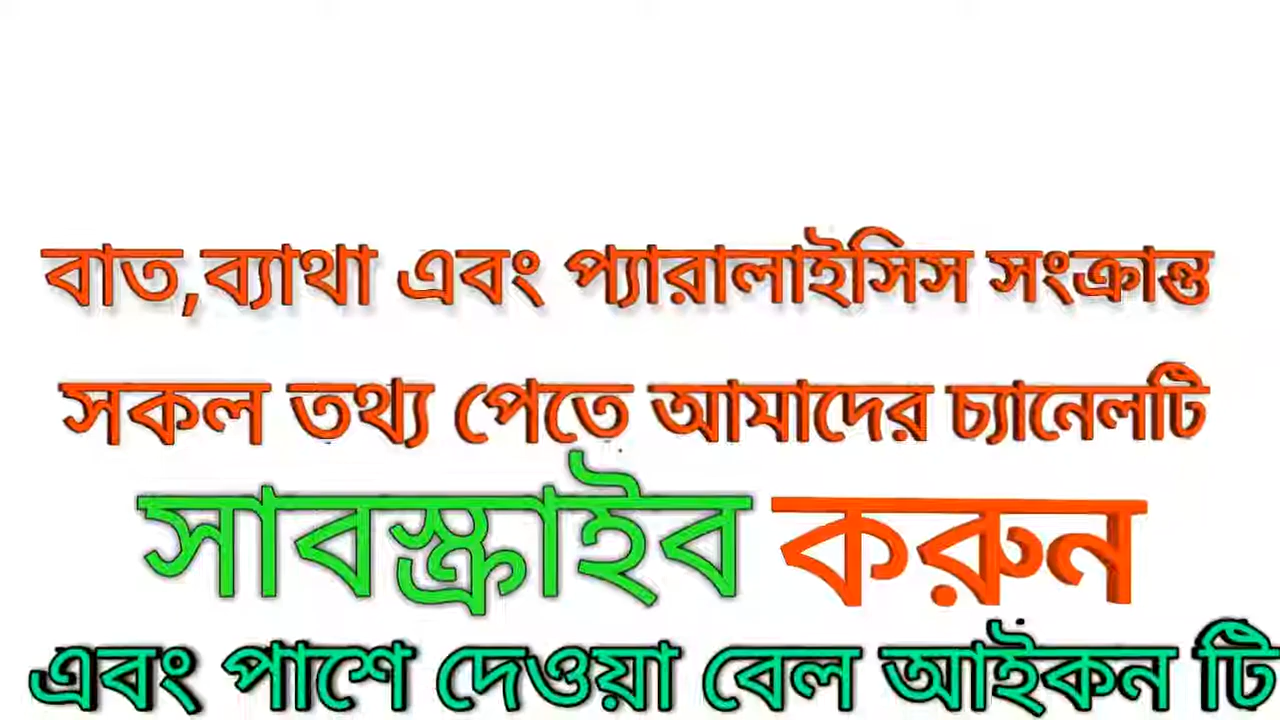 বাত,ব্যাথা এবং প্যারালাইসিস সংক্রান্ত
সকল তথ্য পেতে আমাদের চ্যানেলটি
সাবস্ক্রাইব করুন
এবং পাশে দেওয়া বেল আইকন টি